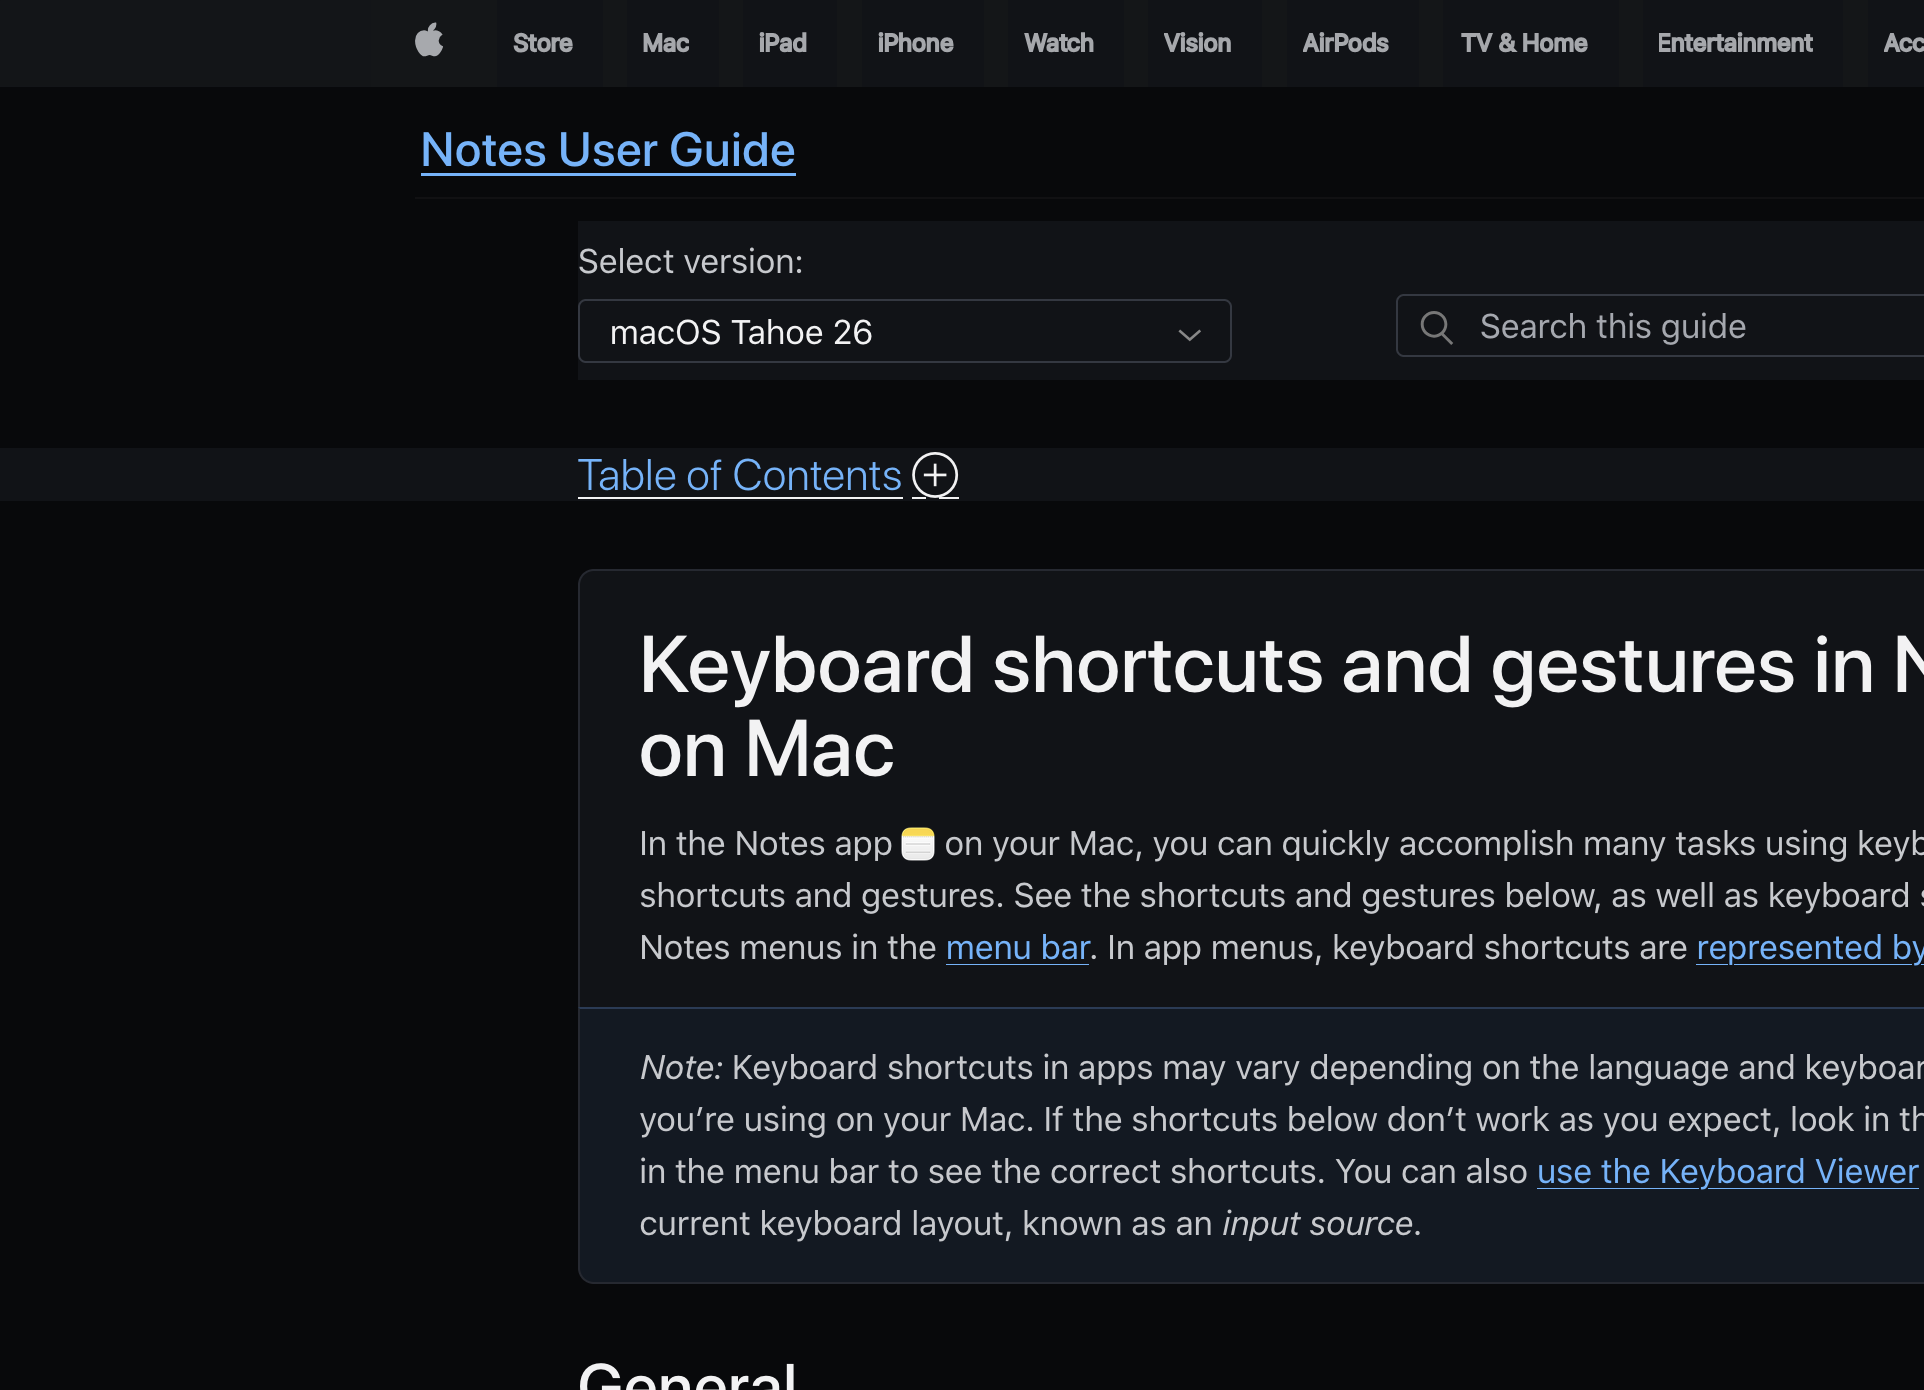 Store Mac iPad iPhone Watch Vision AirPods TV & Home Entertainment
Notes User Guide
Select version:
macOS Tahoe 26
Search this guide
Table of Contents
Keyboard shortcuts and gestures in
on Mac
In the Notes app on your Mac, you can quickly accomplish many tasks using
shortcuts and gestures. See the shortcuts and gestures below, as well as keyboard
Notes menus in the menu bar. In app menus, keyboard shortcuts are represented by
Note: Keyboard shortcuts in apps may vary depending on the language and
you’re using on your Mac. If the shortcuts below don’t work as you expect, look in
in the menu bar to see the correct shortcuts. You can also use the Keyboard Viewer
current keyboard layout, known as an input source.
General